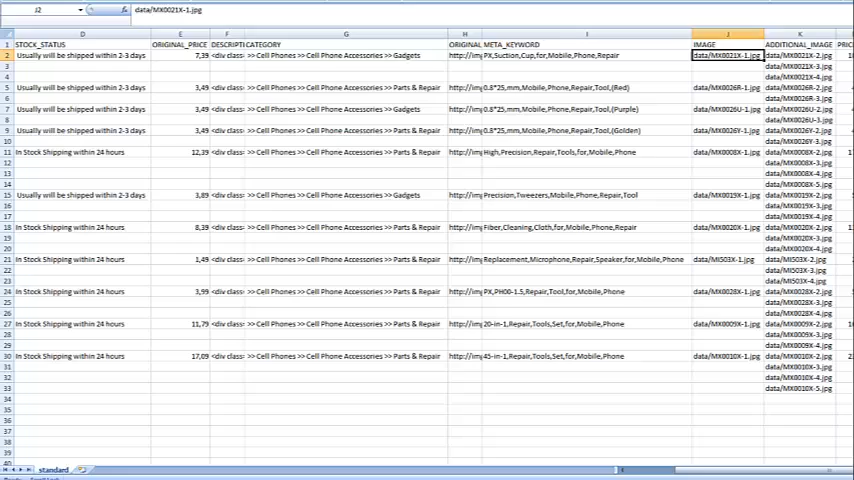 J2 fx data/MX0021X-1.jpg
D E F G H I J K
1 STOCK_STATUS ORIGINAL_PRICE DESCRIPTI CATEGORY ORIGINAL META_KEYWORD IMAGE ADDITIONAL_IMAGE PRIC
2 Usually will be shipped within 2-3 days 7,39 <div class= >> Cell Phones >> Cell Phone Accessories >> Gadgets http://img PX,Suction,Cup,for,Mobile,Phone,Repair data/MX0021X-1.jpg data/MX0021X-2.jpg
3 data/MX0021X-3.jpg
4 data/MX0021X-4.jpg
5 Usually will be shipped within 2-3 days 3,49 <div class= >> Cell Phones >> Cell Phone Accessories >> Parts & Repair http://img 0.8*25,mm,Mobile,Phone,Repair,Tool,(Red) data/MX0026R-1.jpg data/MX0026R-2.jpg
6 data/MX0026R-3.jpg
7 Usually will be shipped within 2-3 days 3,49 <div class= >> Cell Phones >> Cell Phone Accessories >> Gadgets http://img 0.8*25,mm,Mobile,Phone,Repair,Tool,(Purple) data/MX0026U-1.jpg data/MX0026U-2.jpg
8 data/MX0026U-3.jpg
9 Usually will be shipped within 2-3 days 3,49 <div class= >> Cell Phones >> Cell Phone Accessories >> Parts & Repair http://img 0.8*25,mm,Mobile,Phone,Repair,Tool,(Golden) data/MX0026Y-1.jpg data/MX0026Y-2.jpg
10 data/MX0026Y-3.jpg
11 In Stock Shipping within 24 hours 12,39 <div class= >> Cell Phones >> Cell Phone Accessories >> Parts & Repair http://img High,Precision,Repair,Tools,for,Mobile,Phone data/MX0008X-1.jpg data/MX0008X-2.jpg
12 data/MX0008X-3.jpg
13 data/MX0008X-4.jpg
14 data/MX0008X-5.jpg
15 Usually will be shipped within 2-3 days 3,89 <div class= >> Cell Phones >> Cell Phone Accessories >> Gadgets http://img Precision,Tweezers,Mobile,Phone,Repair,Tool data/MX0019X-1.jpg data/MX0019X-2.jpg
16 data/MX0019X-3.jpg
17 data/MX0019X-4.jpg
18 In Stock Shipping within 24 hours 8,39 <div class= >> Cell Phones >> Cell Phone Accessories >> Parts & Repair http://img Fiber,Cleaning,Cloth,for,Mobile,Phone,Repair data/MX0020X-1.jpg data/MX0020X-2.jpg
19 data/MX0020X-3.jpg
20 data/MX0020X-4.jpg
21 In Stock Shipping within 24 hours 1,49 <div class= >> Cell Phones >> Cell Phone Accessories >> Parts & Repair http://img Replacement,Microphone,Repair,Speaker,for,Mobile,Phone data/MI503X-1.jpg data/MI503X-2.jpg
22 data/MI503X-3.jpg
23 data/MI503X-4.jpg
24 In Stock Shipping within 24 hours 3,99 <div class= >> Cell Phones >> Cell Phone Accessories >> Parts & Repair http://img PX,PH00-1.5,Repair,Tool,for,Mobile,Phone data/MX0028X-1.jpg data/MX0028X-2.jpg
25 data/MX0028X-3.jpg
26 data/MX0028X-4.jpg
27 In Stock Shipping within 24 hours 11,79 <div class= >> Cell Phones >> Cell Phone Accessories >> Parts & Repair http://img 20-in-1,Repair,Tools,Set,for,Mobile,Phone data/MX0009X-1.jpg data/MX0009X-2.jpg
28 data/MX0009X-3.jpg
29 data/MX0009X-4.jpg
30 In Stock Shipping within 24 hours 17,09 <div class= >> Cell Phones >> Cell Phone Accessories >> Parts & Repair http://img 45-in-1,Repair,Tools,Set,for,Mobile,Phone data/MX0010X-1.jpg data/MX0010X-2.jpg
31 data/MX0010X-3.jpg
32 data/MX0010X-4.jpg
33 data/MX0010X-5.jpg
34
35
36
37
38
39
40
standard